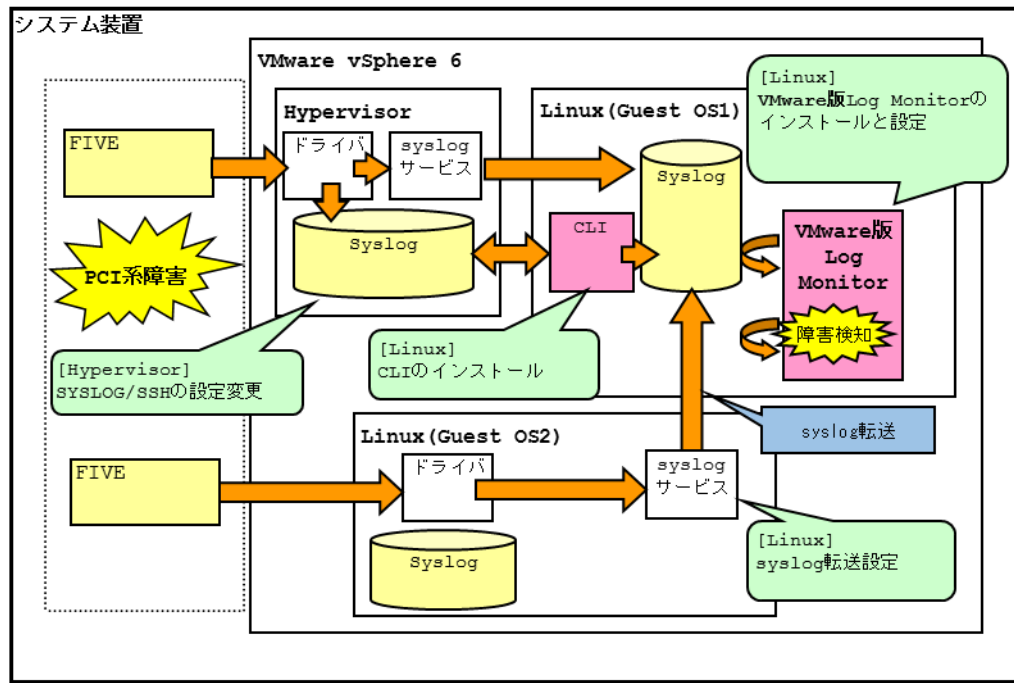 システム装置
VMware vSphere 6
[Linux]
VMware版Log Monitorの
インストールと設定
Hypervisor
Linux(Guest OS1)
FIVE
ドライバ
syslog
サービス
Syslog
Syslog
CLI
VMware版
Log
Monitor
PCI系障害
障害検知
[Hypervisor]
SYSLOG/SSHの設定変更
[Linux]
CLIのインストール
syslog転送
Linux(Guest OS2)
FIVE
ドライバ
syslog
サービス
Syslog
[Linux]
syslog転送設定